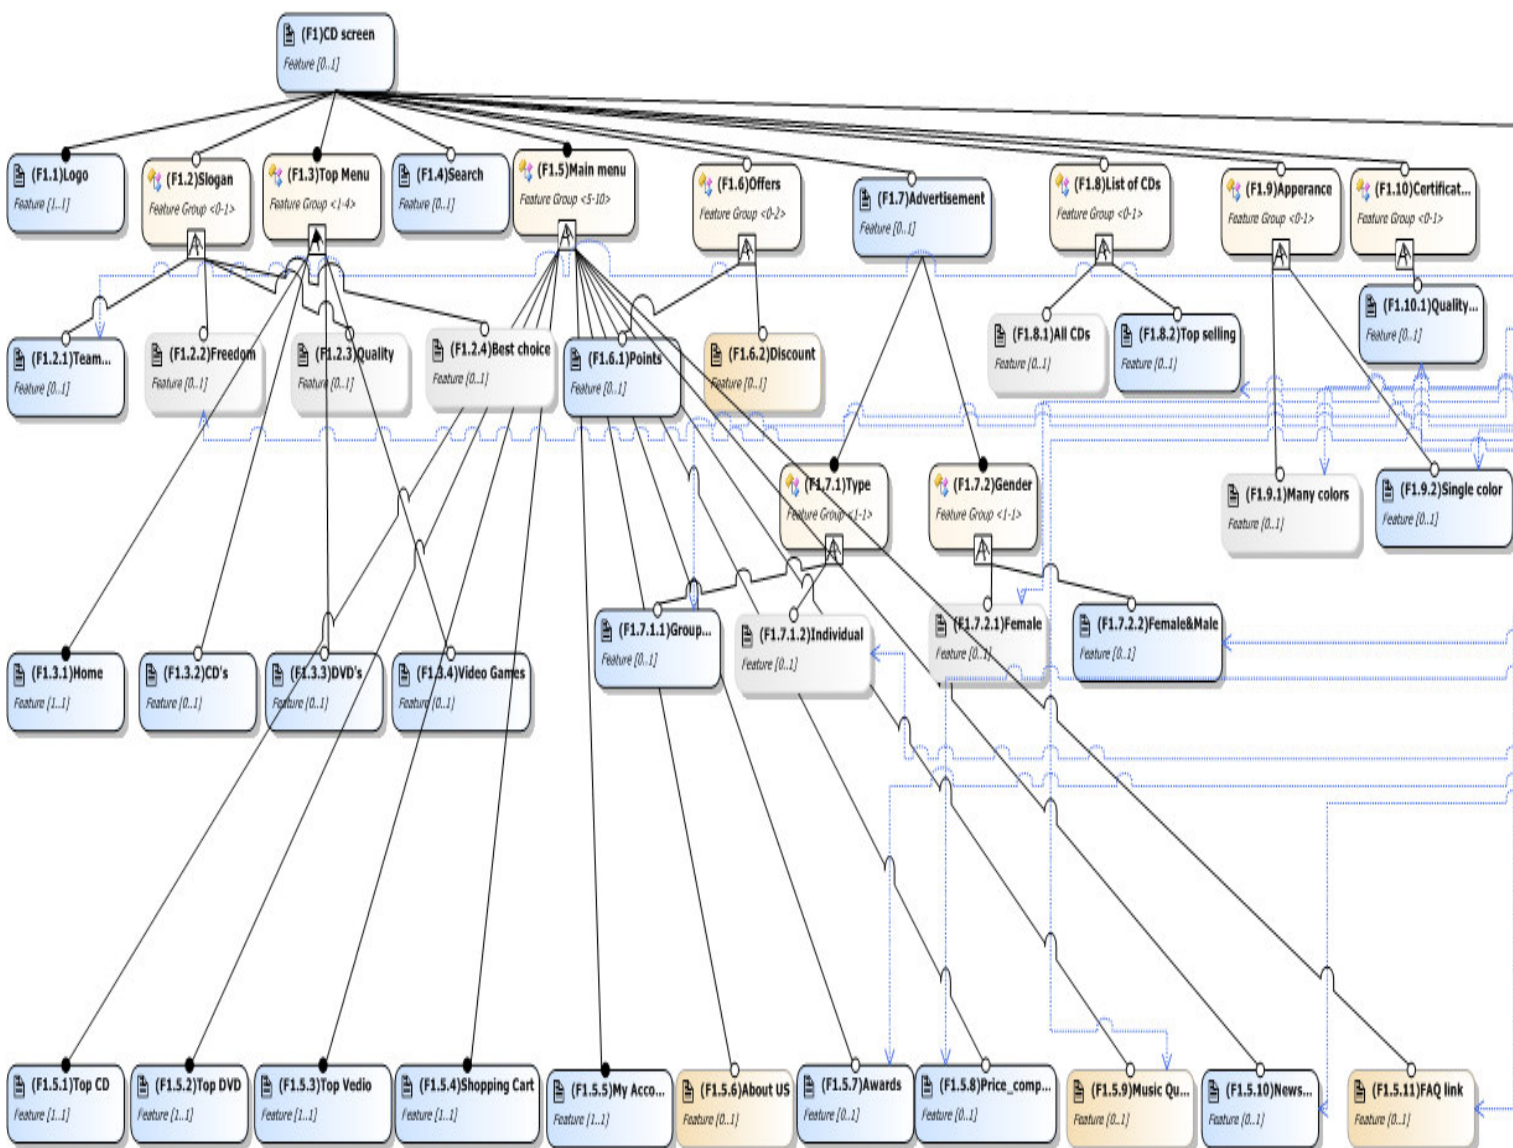 (F1)CD screen
Feature [0..1]
(F1.1)Logo
Feature [1..1]
(F1.2)Slogan
Feature Group <0-1>
(F1.3)Top Menu
Feature Group <1-4>
(F1.4)Search
Feature [0..1]
(F1.5)Main menu
Feature Group <5-10>
(F1.6)Offers
Feature Group <0-2>
(F1.7)Advertisement
Feature [0..1]
(F1.8)List of CDs
Feature Group <0-1>
(F1.9)Apperance
Feature Group <0-1>
(F1.10)Certificat...
Feature Group <0-1>
(F1.2.1)Team...
Feature [0..1]
(F1.2.2)Freedom
Feature [0..1]
(F1.2.3)Quality
Feature [0..1]
(F1.2.4)Best choice
Feature [0..1]
(F1.6.1)Points
Feature [0..1]
(F1.6.2)Discount
Feature [0..1]
(F1.8.1)All CDs
Feature [0..1]
(F1.8.2)Top selling
Feature [0..1]
(F1.10.1)Quality...
Feature [0..1]
(F1.7.1)Type
Feature Group <1-1>
(F1.7.2)Gender
Feature Group <1-1>
(F1.9.1)Many colors
Feature [0..1]
(F1.9.2)Single color
Feature [0..1]
(F1.7.1.1)Group...
Feature [0..1]
(F1.7.1.2)Individual
Feature [0..1]
(F1.7.2.1)Female
Feature [0..1]
(F1.7.2.2)Female&Male
Feature [0..1]
(F1.3.1)Home
Feature [1..1]
(F1.3.2)CD's
Feature [0..1]
(F1.3.3)DVD's
Feature [0..1]
(F1.3.4)Video Games
Feature [0..1]
(F1.5.1)Top CD
Feature [1..1]
(F1.5.2)Top DVD
Feature [1..1]
(F1.5.3)Top Vedio
Feature [1..1]
(F1.5.4)Shopping Cart
Feature [1..1]
(F1.5.5)My Acco...
Feature [1..1]
(F1.5.6)About US
Feature [0..1]
(F1.5.7)Awards
Feature [0..1]
(F1.5.8)Price_comp...
Feature [0..1]
(F1.5.9)Music Qu...
Feature [0..1]
(F1.5.10)News...
Feature [0..1]
(F1.5.11)FAQ link
Feature [0..1]